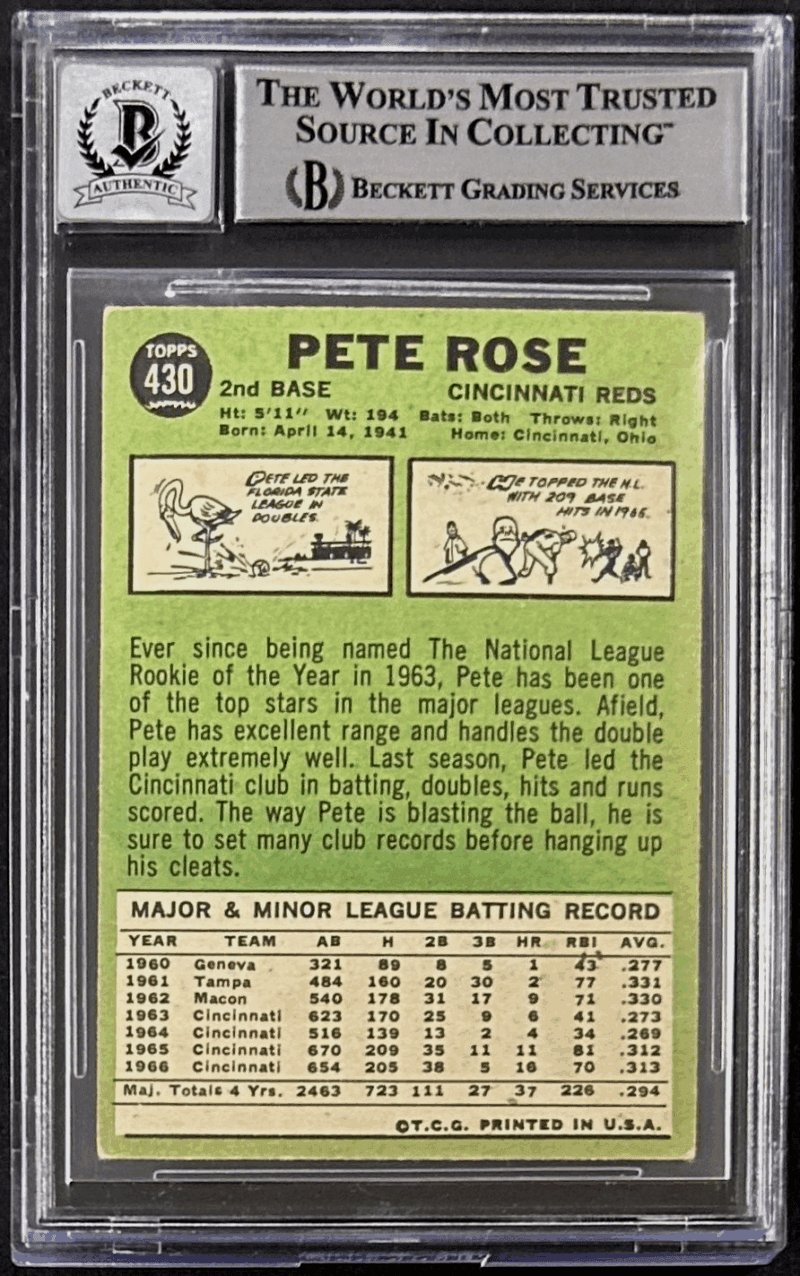 BECKETT
B
AUTHENTIC
THE WORLD'S MOST TRUSTED
SOURCE IN COLLECTING™
(B) BECKETT GRADING SERVICES
TOPPS
430
PETE ROSE
2nd BASE CINCINNATI REDS
Ht: 5'11" Wt: 194 Bats: Both Throws: Right
Born: April 14, 1941 Home: Cincinnati, Ohio
PETE LED THE
FLORIDA STATE
LEAGUE IN
DOUBLES.
TOPPED THE N.L.
WITH 209 BASE
HITS IN 1965.
Ever since being named The National League
Rookie of the Year in 1963, Pete has been one
of the top stars in the major leagues. Afield,
Pete has excellent range and handles the double
play extremely well. Last season, Pete led the
Cincinnati club in batting, doubles, hits and runs
scored. The way Pete is blasting the ball, he is
sure to set many club records before hanging up
his cleats.
MAJOR & MINOR LEAGUE BATTING RECORD
YEAR TEAM AB H 2B 3B HR RBI AVG.
1960 Geneva 321 89 8 5 1 43 .277
1961 Tampa 484 160 20 30 2 77 .331
1962 Macon 540 178 31 17 9 71 .330
1963 Cincinnati 623 170 25 9 6 41 .273
1964 Cincinnati 516 139 13 2 4 34 .269
1965 Cincinnati 670 209 35 11 11 81 .312
1966 Cincinnati 654 205 38 5 16 70 .313
Maj. Totals 4 Yrs. 2463 723 111 27 37 226 .294
©T.C.G. PRINTED IN U.S.A.